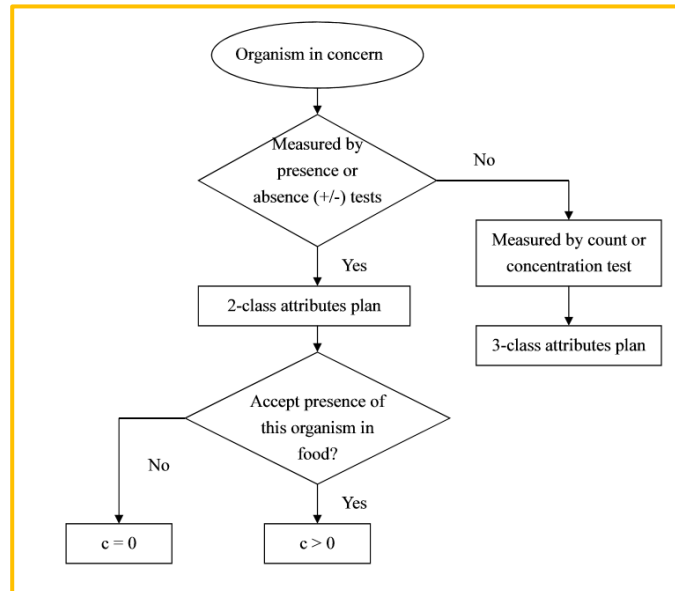 Organism in concern
Measured by
presence or
absence (+/-) tests
No
Measured by count or
concentration test
Yes
2-class attributes plan
3-class attributes plan
Accept presence of
this organism in
food?
No
Yes
c = 0
c > 0